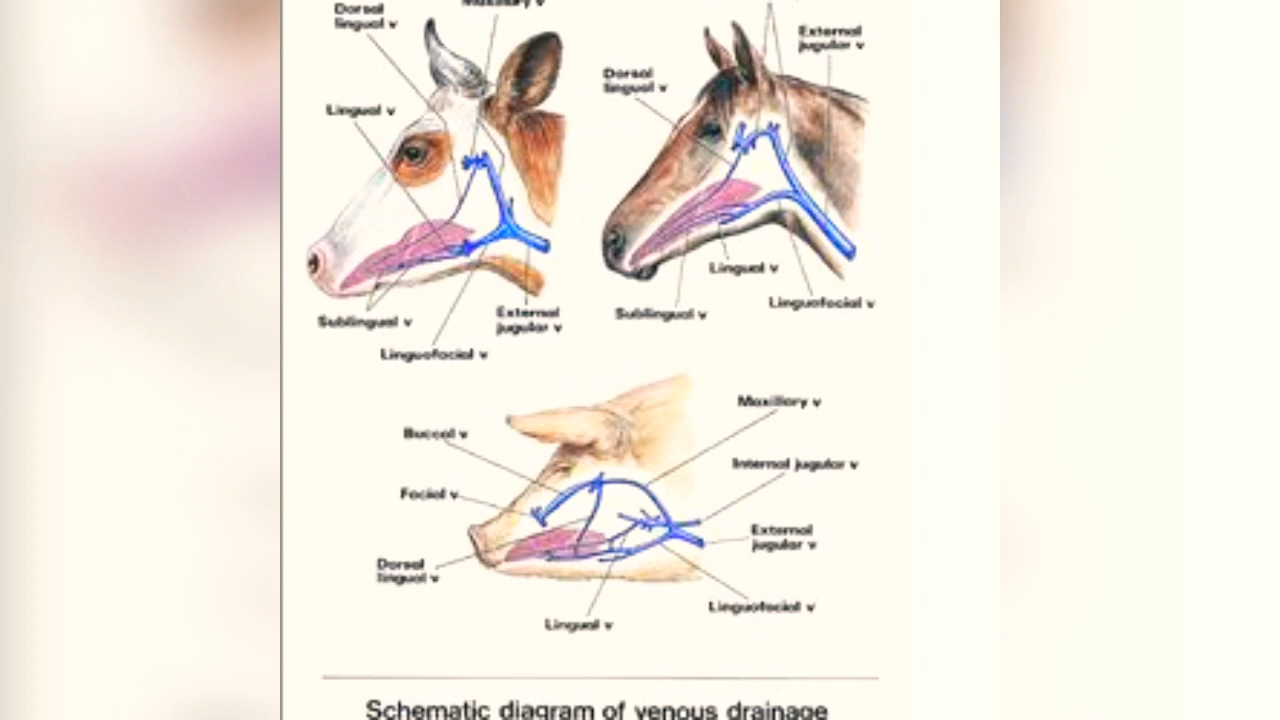 Dorsal
lingual v
Maxillary v
Lingual v
Sublingual v
Linguofacial v
External
jugular v
External
jugular v
Dorsal
lingual v
Lingual v
Sublingual v
Linguofacial v
Buccal v
Facial v
Dorsal
lingual v
Lingual v
Maxillary v
Internal jugular v
External
jugular v
Linguofacial v
Schematic diagram of venous drainage